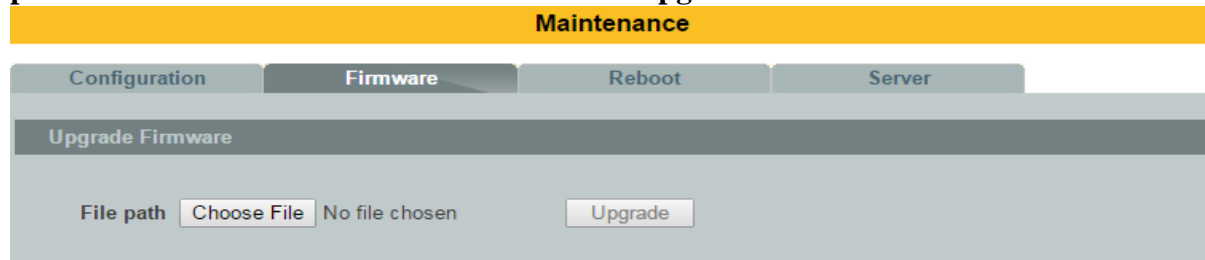 Maintenance
Configuration Firmware Reboot Server
Upgrade Firmware
File path Choose File No file chosen Upgrade